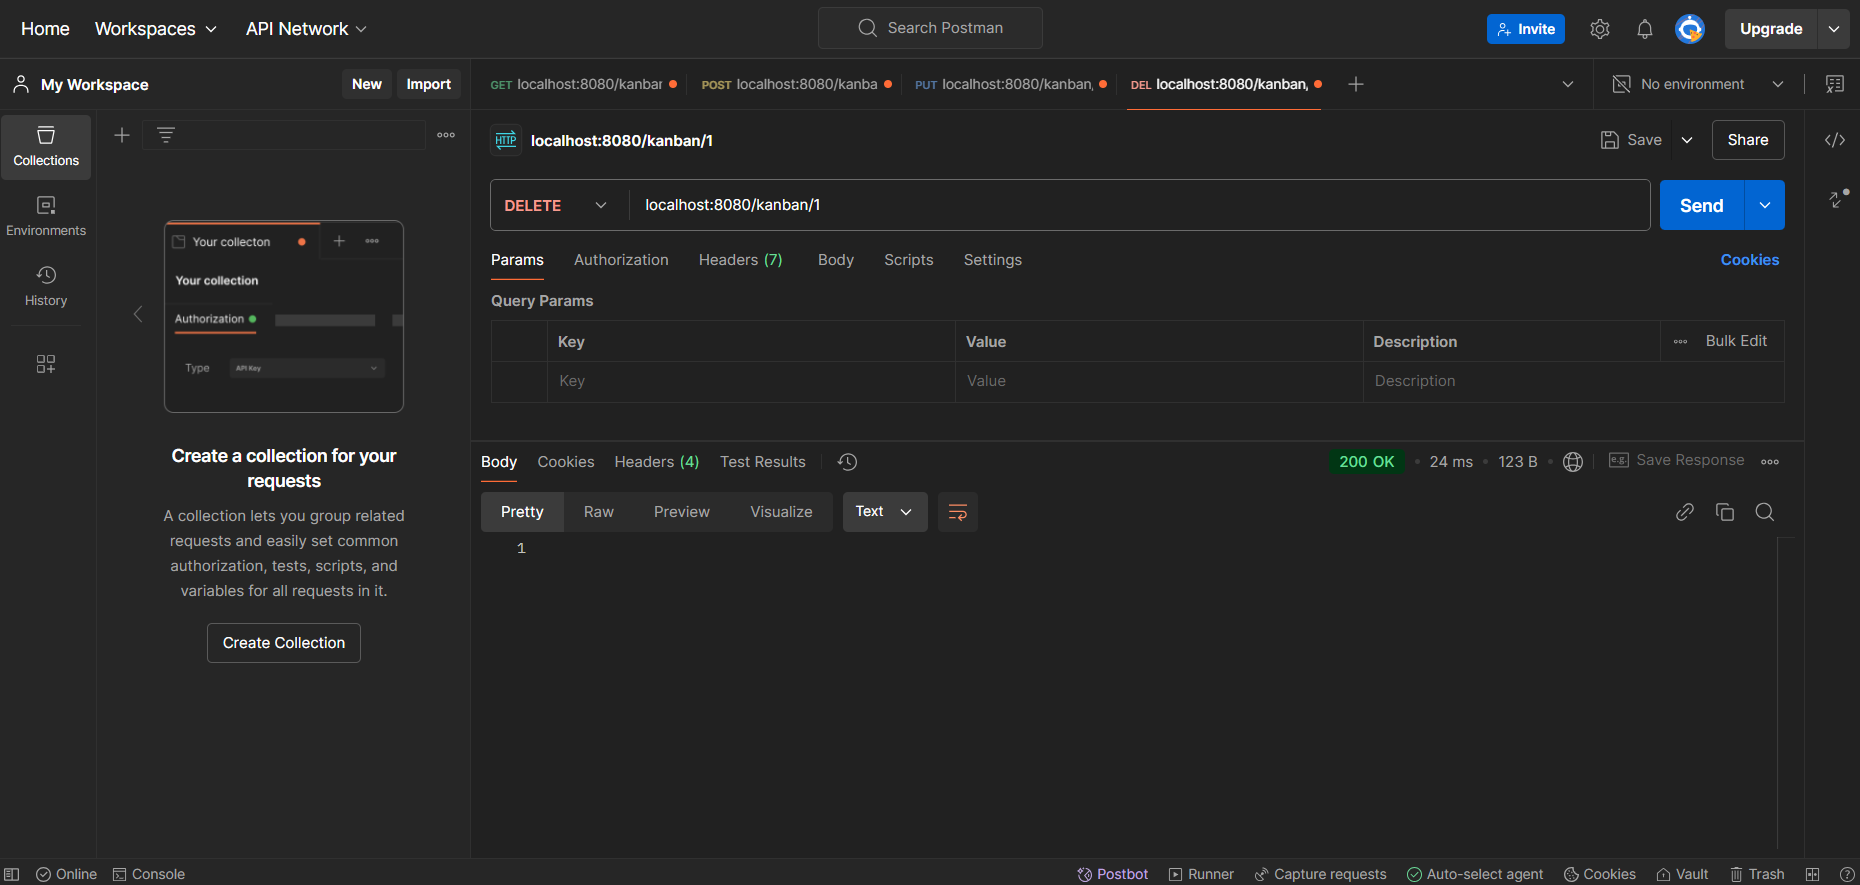 Home Workspaces API Network Search Postman Invite Upgrade
My Workspace New Import
GET localhost:8080/kanban POST localhost:8080/kanba PUT localhost:8080/kanban, DEL localhost:8080/kanban, No environment
Collections
Environments
History
Your collecton
Your collection
Authorization
Type API Key
Create a collection for your
requests
A collection lets you group related
requests and easily set common
authorization, tests, scripts, and
variables for all requests in it.
Create Collection
HTTP localhost:8080/kanban/1 Save Share
DELETE localhost:8080/kanban/1 Send
Params Authorization Headers (7) Body Scripts Settings Cookies
Query Params
Key Value Description Bulk Edit
Key Value Description
Body Cookies Headers (4) Test Results 200 OK • 24 ms • 123 B • e.g. Save Response
Pretty Raw Preview Visualize Text
1
Online Console Postbot Runner Capture requests Auto-select agent Cookies Vault Trash